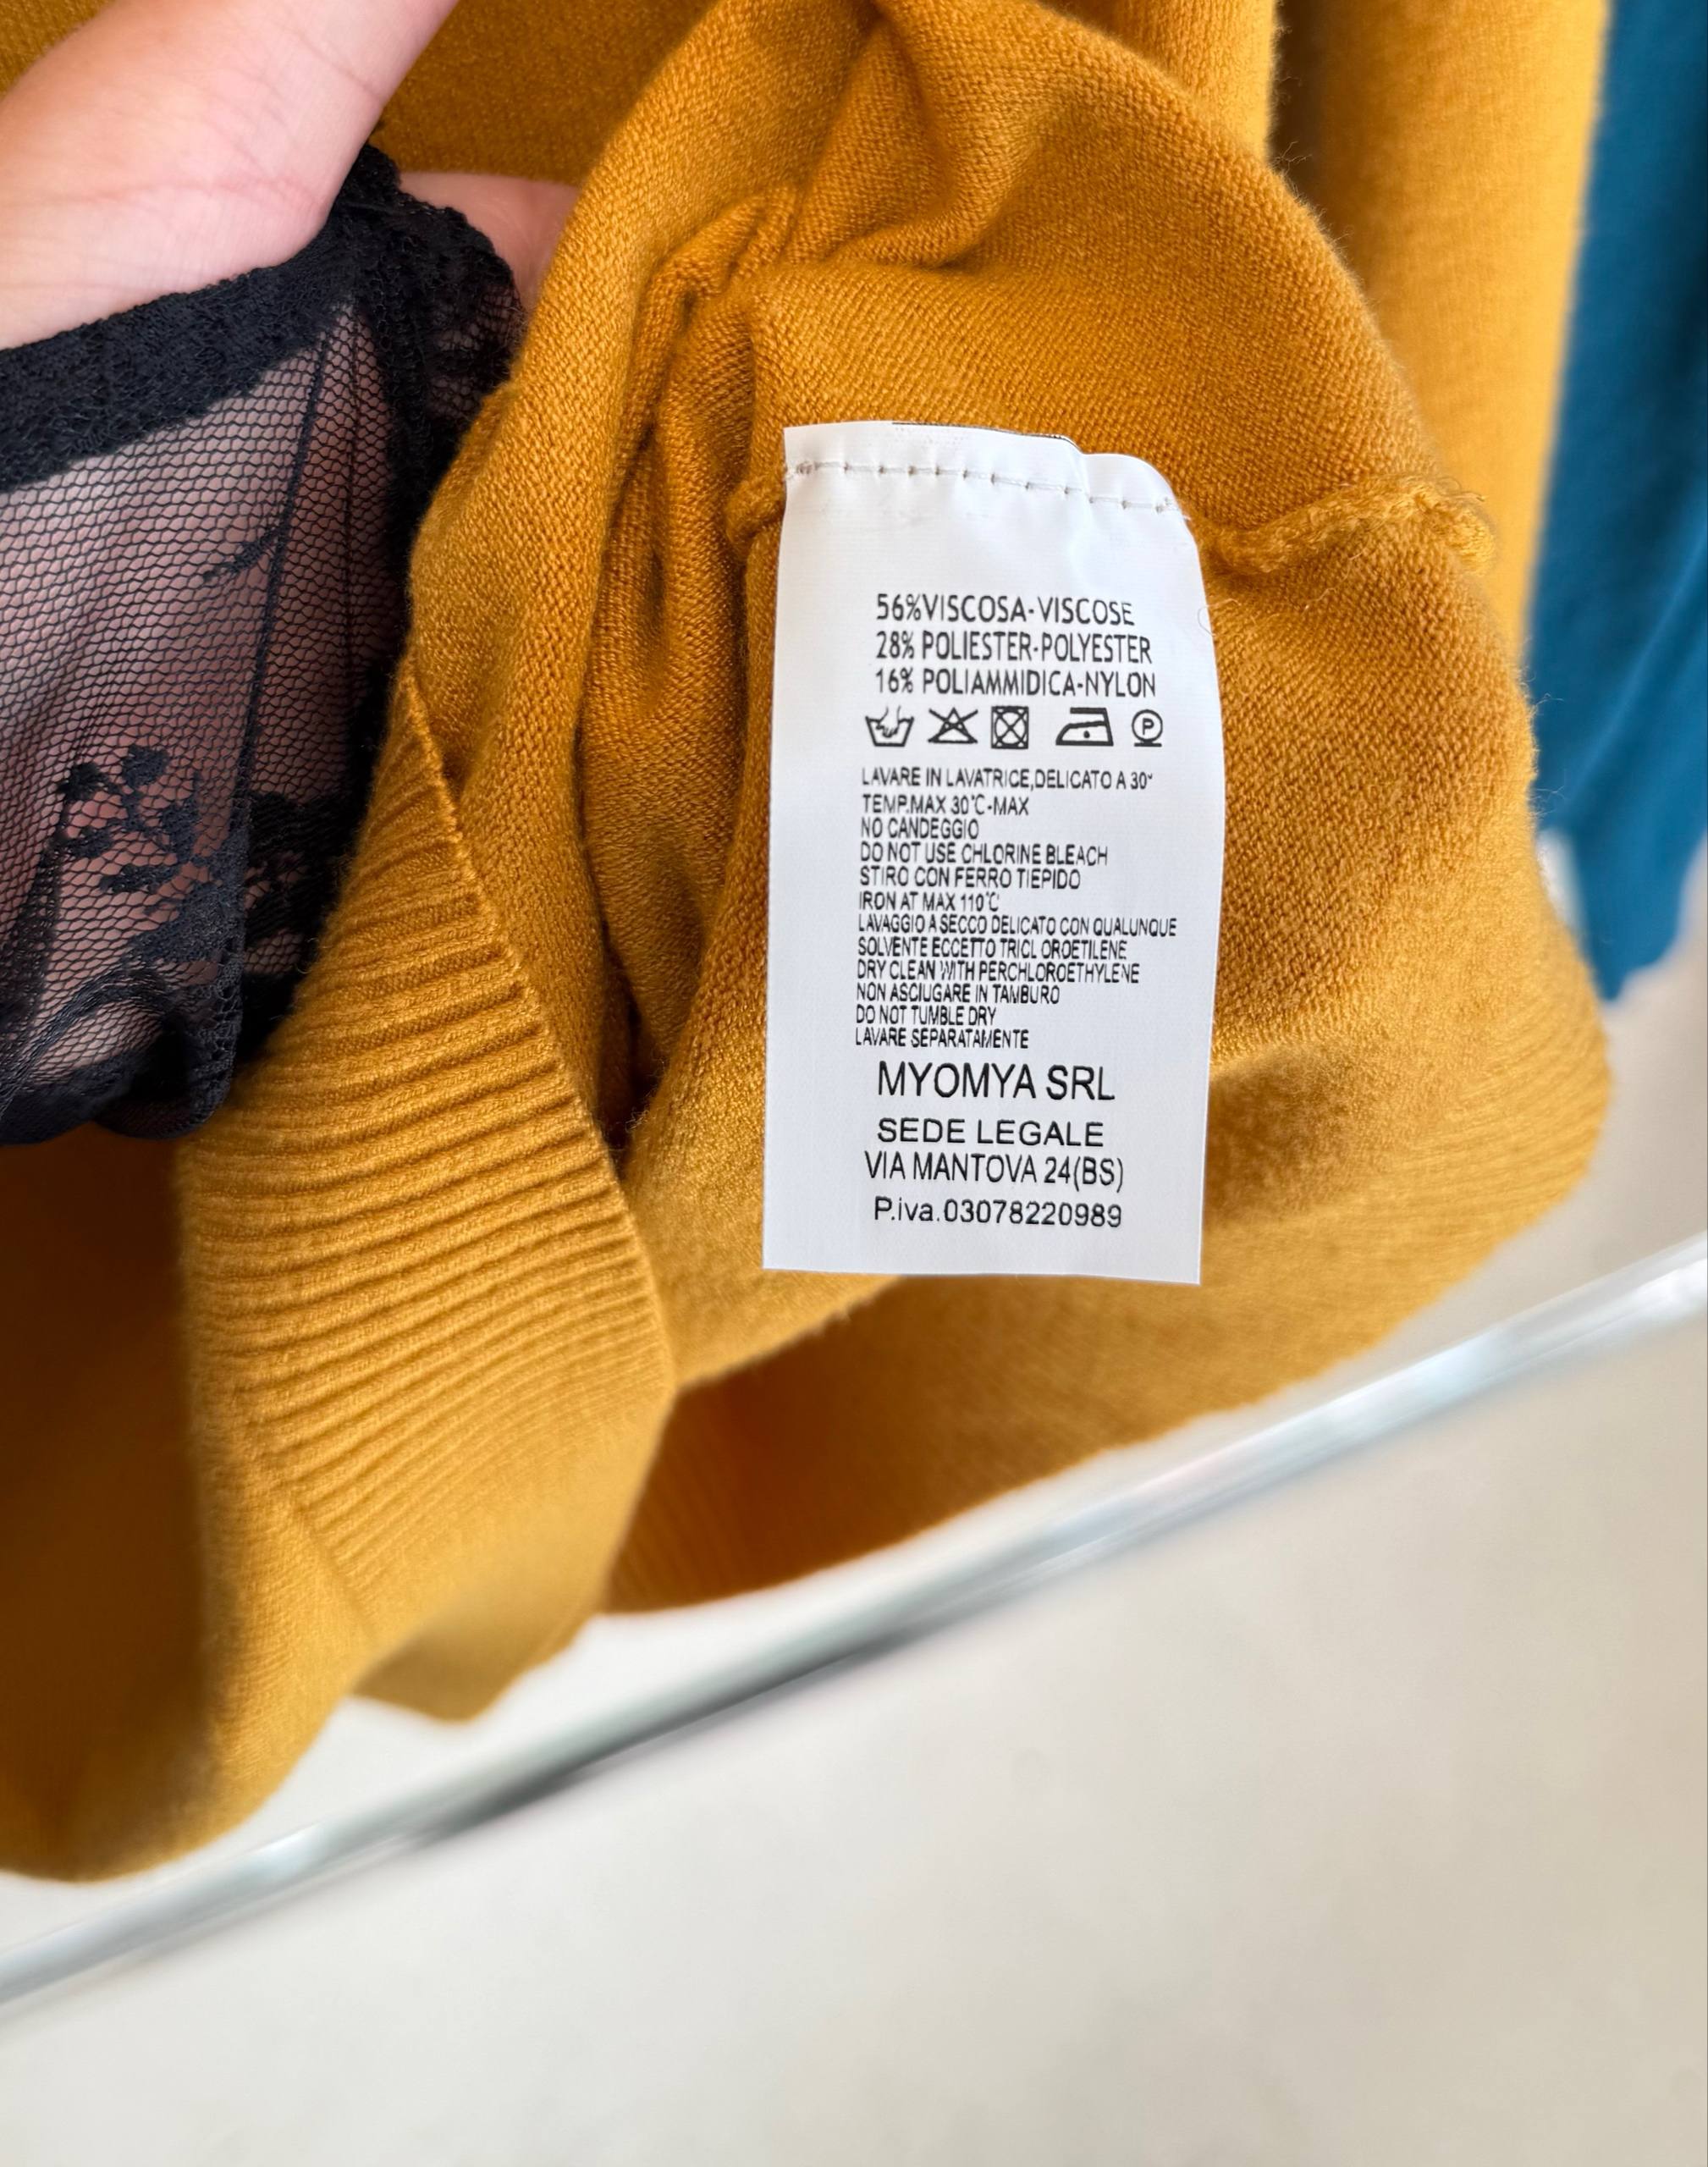 56%VISCOSA-VISCOSE
28% POLIESTER-POLYESTER
16% POLIAMMIDICA-NYLON
P
LAVARE IN LAVATRICE,DELICATO A 30°
TEMP.MAX 30℃-MAX
NO CANDEGGIO
DO NOT USE CHLORINE BLEACH
STIRO CON FERRO TIEPIDO
IRON AT MAX 110℃
LAVAGGIO A SECCO DELICATO CON QUALUNQUE
SOLVENTE ECCETTO TRICLOROETILENE
DRY CLEAN WITH PERCHLOROETHYLENE
NON ASCIUGARE IN TAMBURO
DO NOT TUMBLE DRY
LAVARE SEPARATAMENTE
MYOMYA SRL
SEDE LEGALE
VIA MANTOVA 24(BS)
P.iva.03078220989